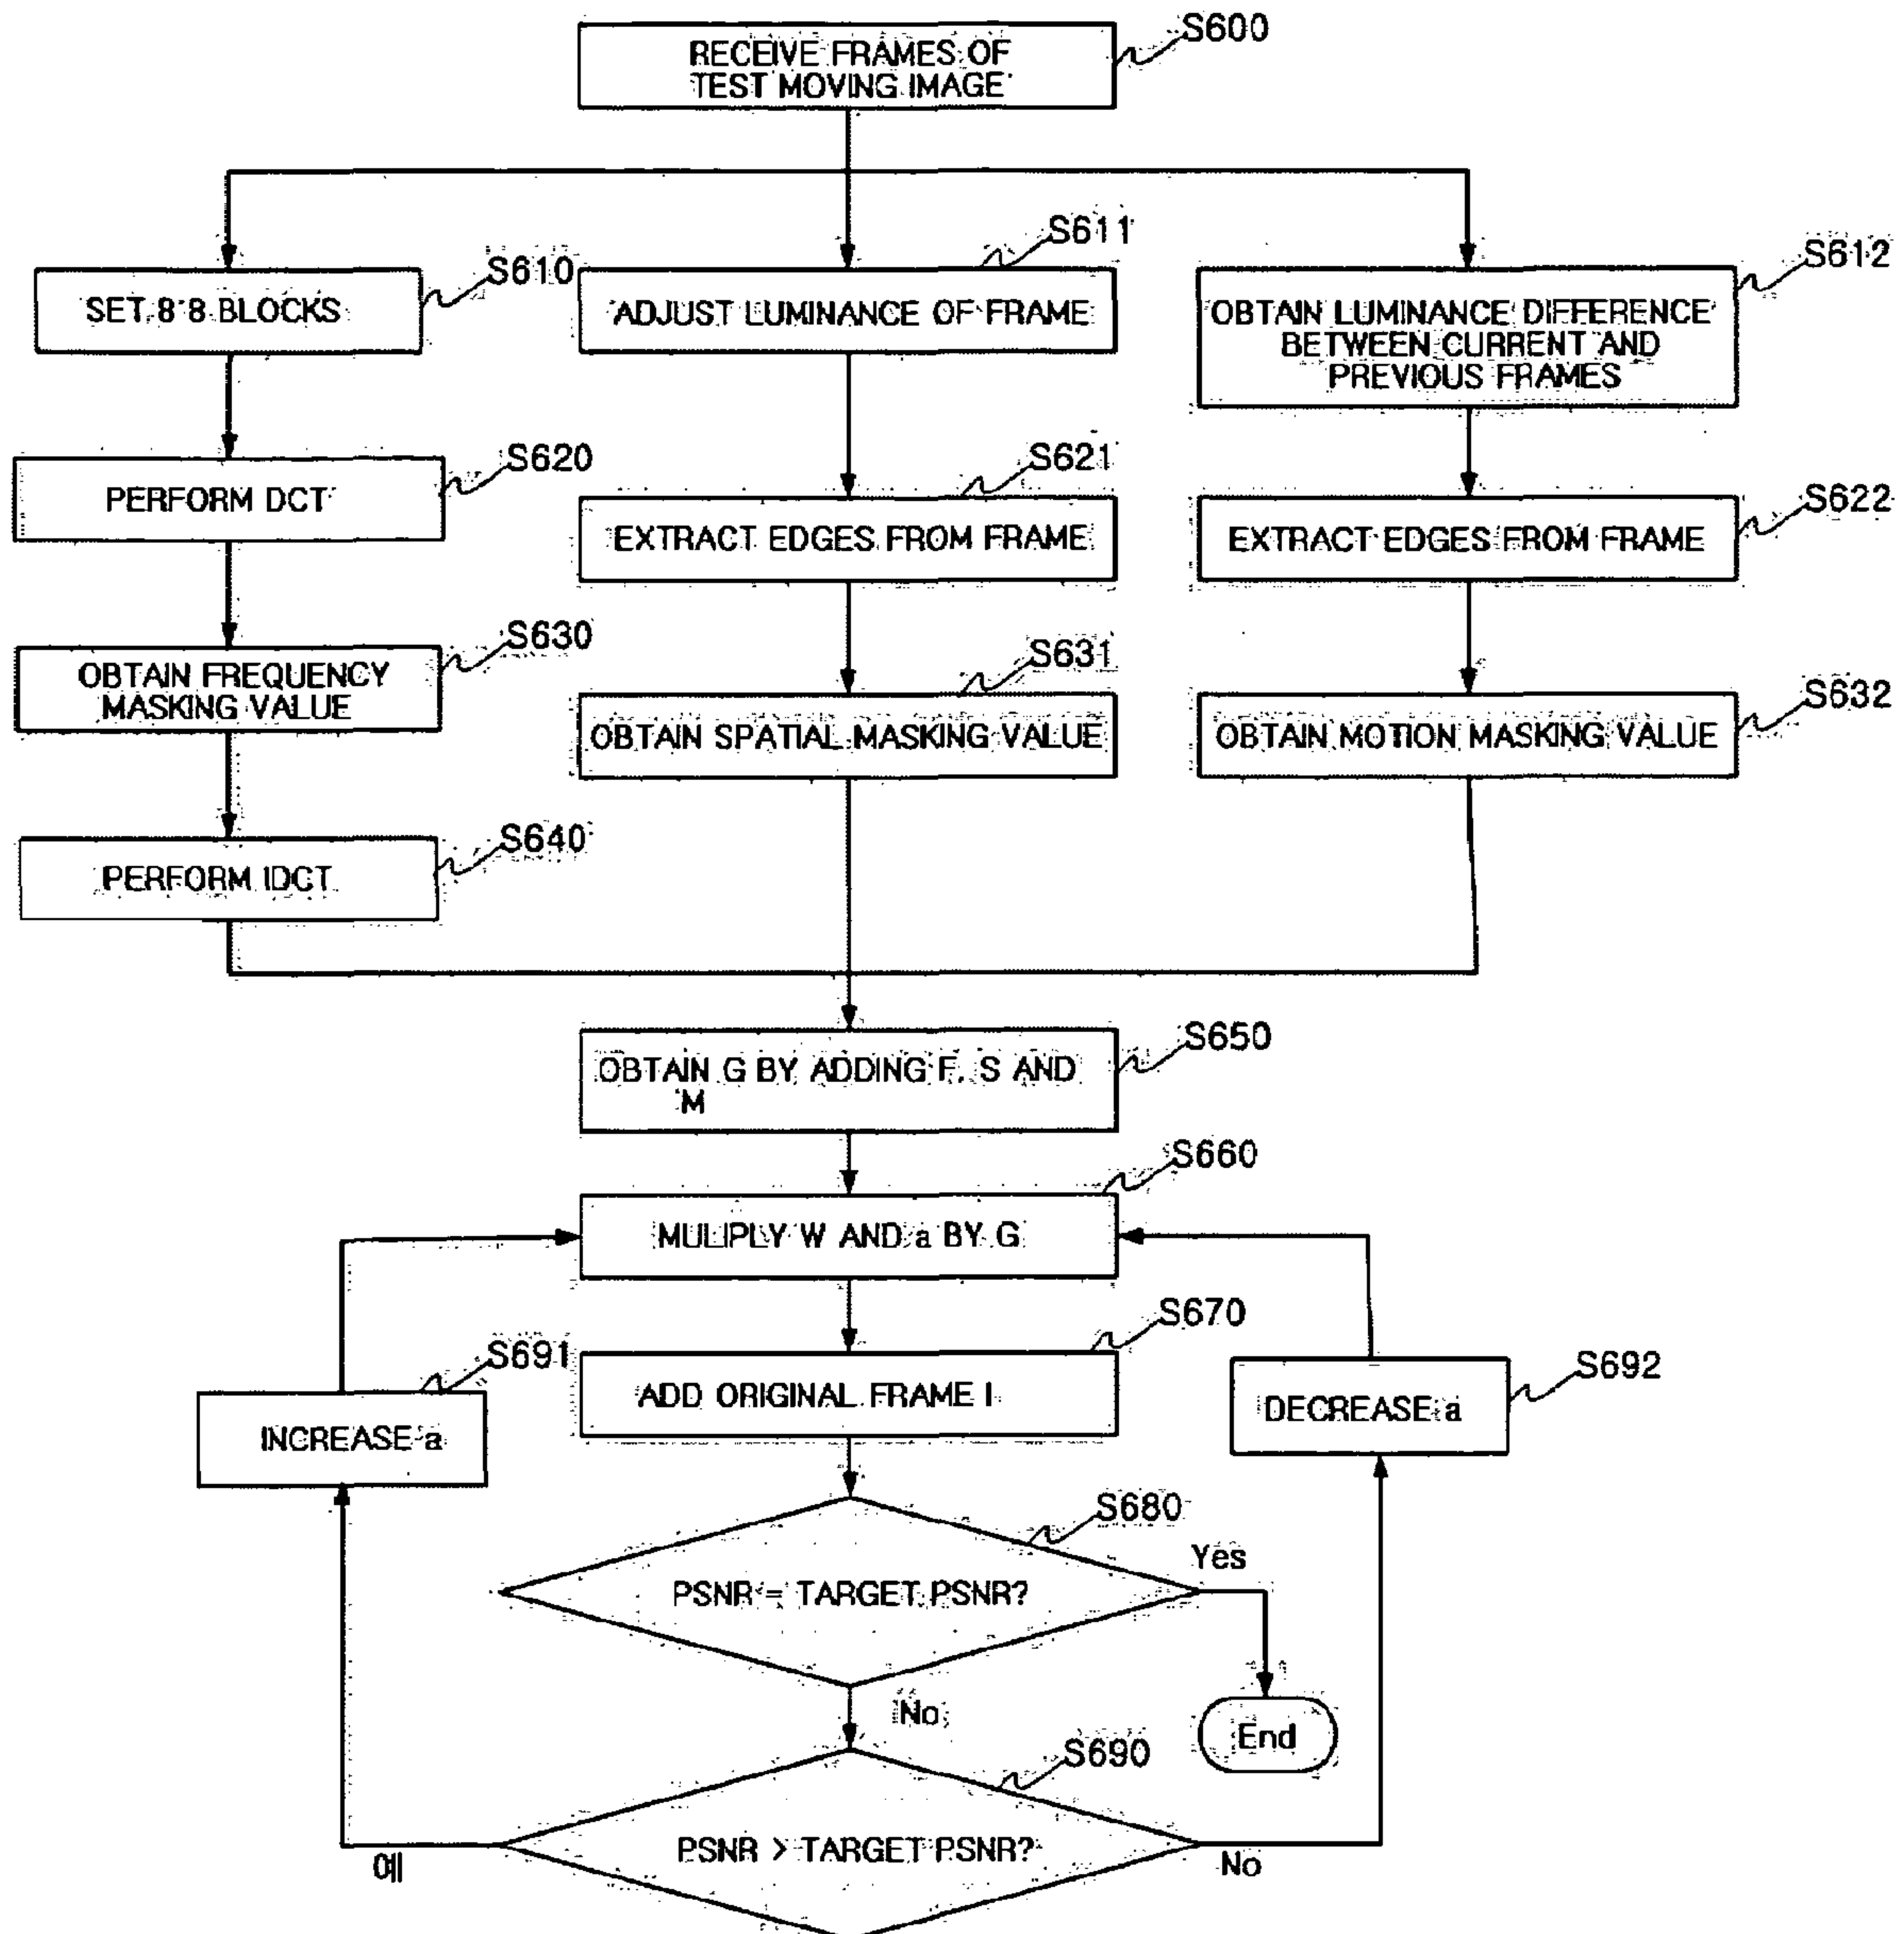 S600
RECEIVE FRAMES OF
TEST MOVING IMAGE
S610
SET 8*8 BLOCKS
S611
ADJUST LUMINANCE OF FRAME
S612
OBTAIN LUMINANCE DIFFERENCE
BETWEEN CURRENT AND
PREVIOUS FRAMES
S620
PERFORM DCT
S621
EXTRACT EDGES FROM FRAME
S622
EXTRACT EDGES FROM FRAME
S630
OBTAIN FREQUENCY
MASKING VALUE
S631
OBTAIN SPATIAL MASKING VALUE
S632
OBTAIN MOTION MASKING VALUE
S640
PERFORM IDCT
S650
OBTAIN G BY ADDING F, S AND
M
S660
MULIPLY W AND a BY G
S670
ADD ORIGINAL FRAME I
S691
INCREASE a
S692
DECREASE a
S680
PSNR = TARGET PSNR?
Yes
No
End
S690
PSNR > TARGET PSNR?
예
No